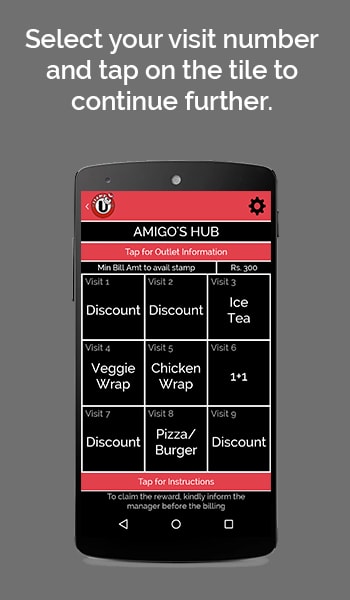 Select your visit number
and tap on the tile to
continue further.
AMIGO'S HUB
Tap for Outlet Information
Min Bill Amt to avail stamp Rs. 300
Visit 1 Visit 2 Visit 3
Discount Discount Ice
Tea
Visit 4 Visit 5 Visit 6
Veggie
Wrap Chicken
Wrap 1+1
Visit 7 Visit 8 Visit 9
Discount Pizza/
Burger Discount
Tap for Instructions
To claim the reward, kindly inform the
manager before the billing